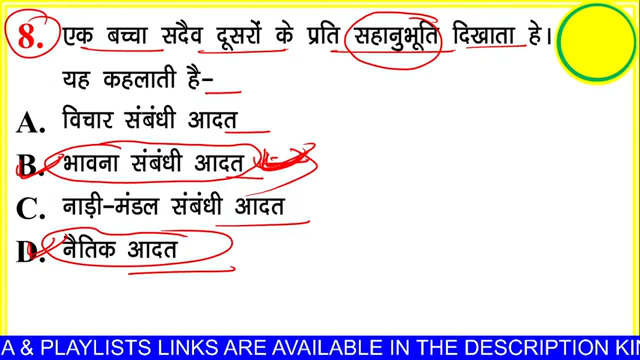 8. एक बच्चा सदैव दूसरों के प्रति सहानुभूति दिखाता हे।
यह कहलाती है-
A. विचार संबंधी आदत
B. भावना संबंधी आदत
C. नाड़ी-मंडल संबंधी आदत
D. नैतिक आदत
A & PLAYLISTS LINKS ARE AVAILABLE IN THE DESCRIPTION KIN